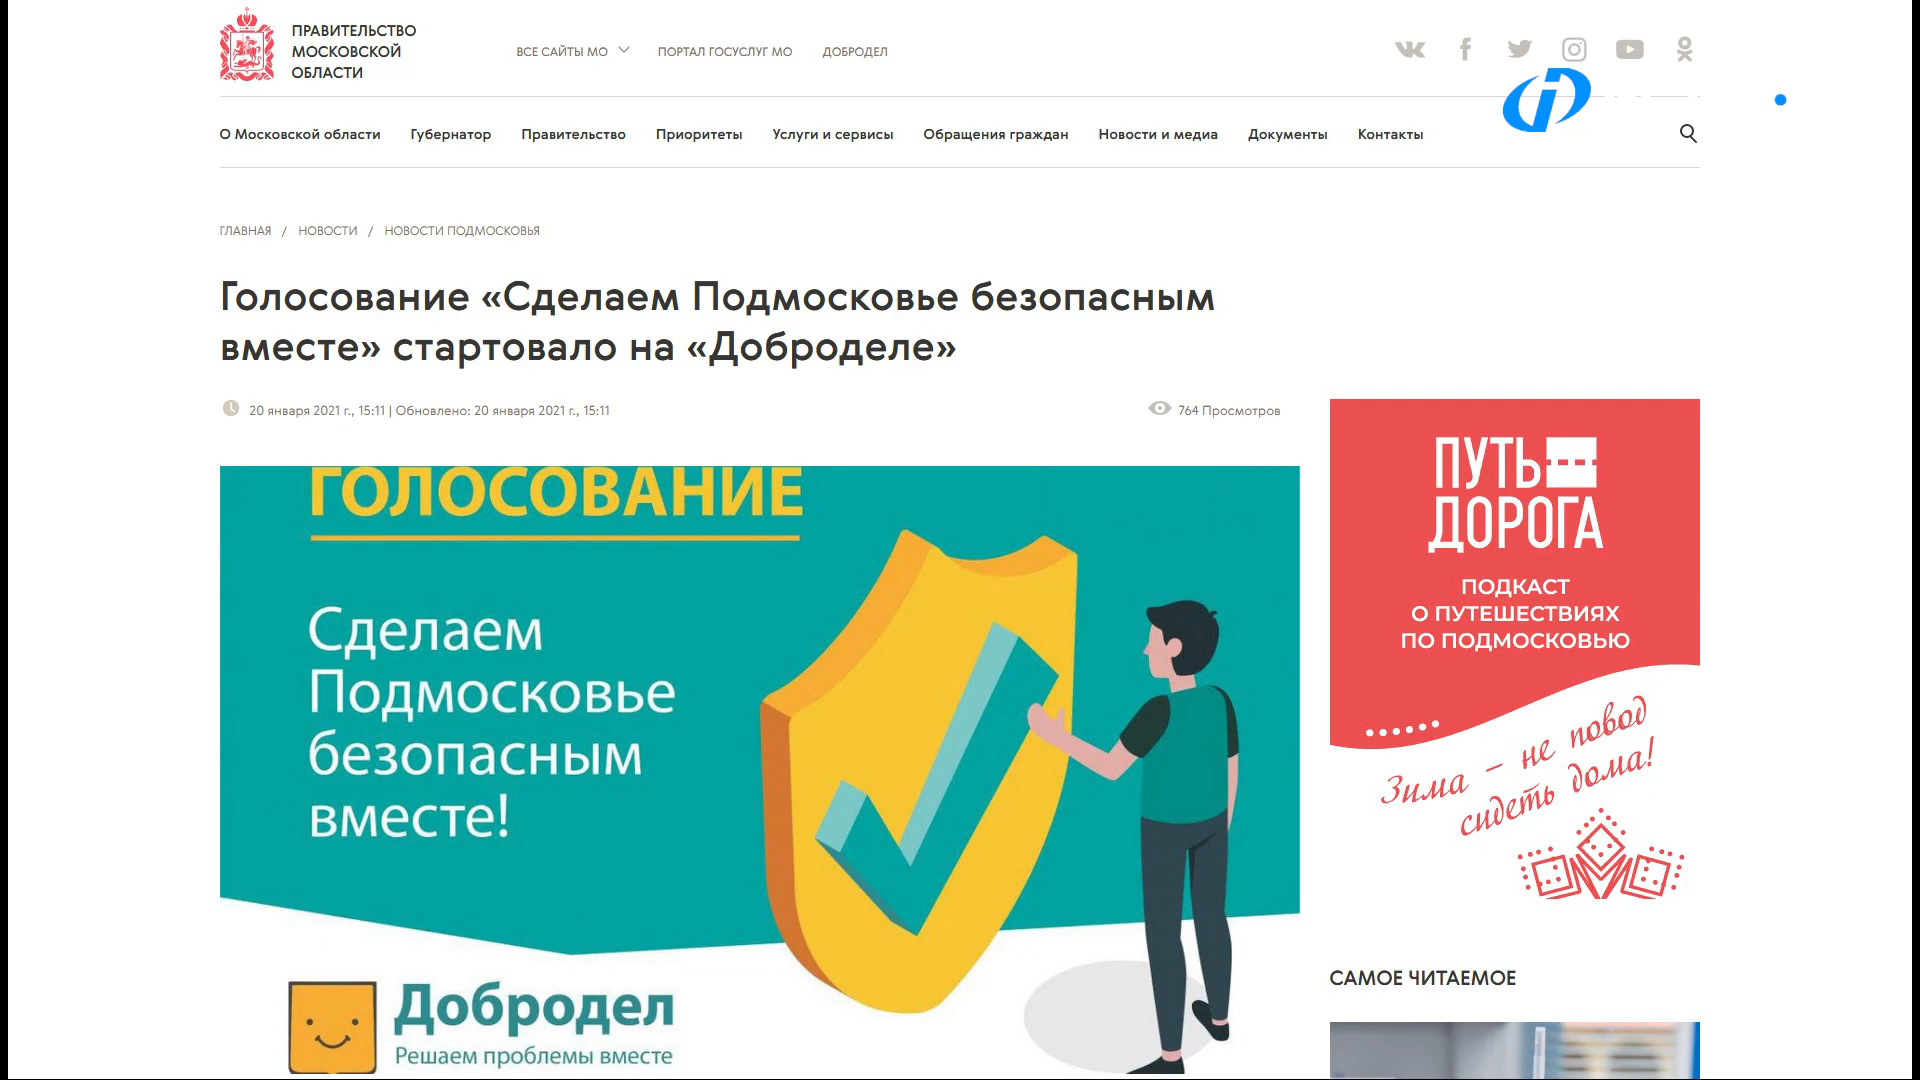 ПРАВИТЕЛЬСТВО
МОСКОВСКОЙ
ОБЛАСТИ
ВСЕ САЙТЫ МО
ПОРТАЛ ГОСУСЛУГ МО
ДОБРОДЕЛ
О Московской области
Губернатор
Правительство
Приоритеты
Услуги и сервисы
Обращения граждан
Новости и медиа
Документы
Контакты
ГЛАВНАЯ / НОВОСТИ / НОВОСТИ ПОДМОСКОВЬЯ
Голосование «Сделаем Подмосковье безопасным
вместе» стартовало на «Доброделе»
20 января 2021 г., 15:11 | Обновлено: 20 января 2021 г., 15:11
764 Просмотров
ГОЛОСОВАНИЕ
Сделаем
Подмосковье
безопасным
вместе!
Добродел
Решаем проблемы вместе
ПУТЬ
ДОРОГА
ПОДКАСТ
О ПУТЕШЕСТВИЯХ
ПО ПОДМОСКОВЬЮ
Зима – не повод
сидеть дома!
САМОЕ ЧИТАЕМОЕ